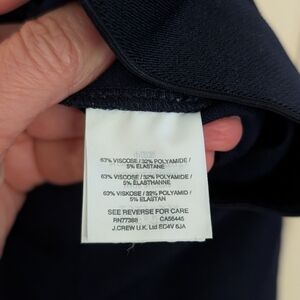 63% VISCOSE / 32% POLYAMIDE /
5% ELASTANE
63% VISCOSE / 32% POLYAMIDE /
5% ELASTHANNE
63% VISKOSE / 32% POLYAMID /
5% ELASTAN
SEE REVERSE FOR CARE
RN77388 CA56445
J.CREW U.K. Ltd EC4V 6JA